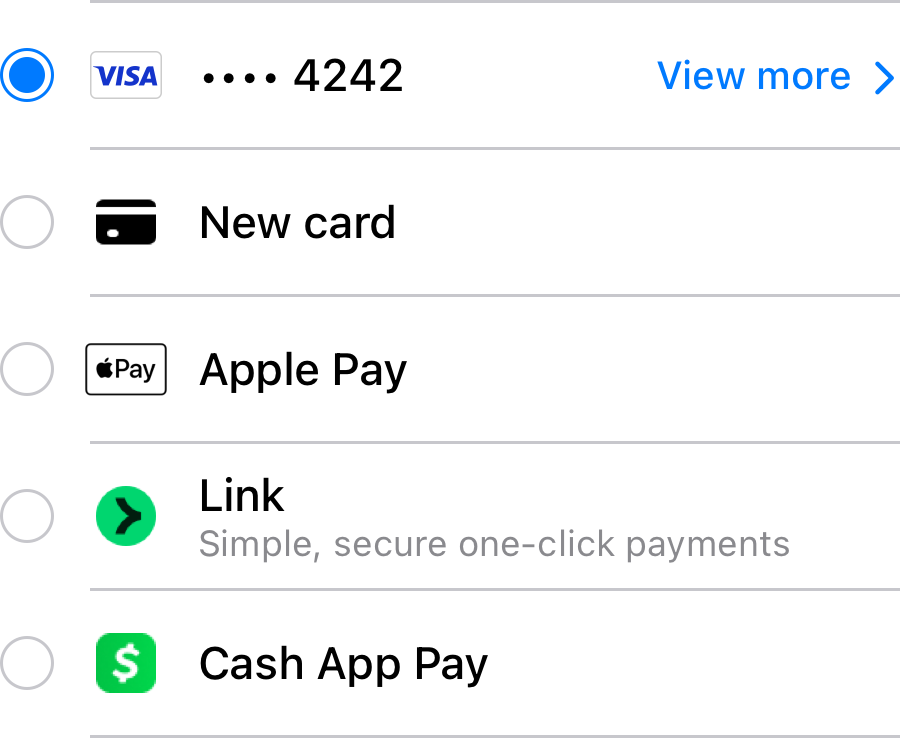 VISA •••• 4242 View more
New card
Pay Apple Pay
Link
Simple, secure one-click payments
$ Cash App Pay